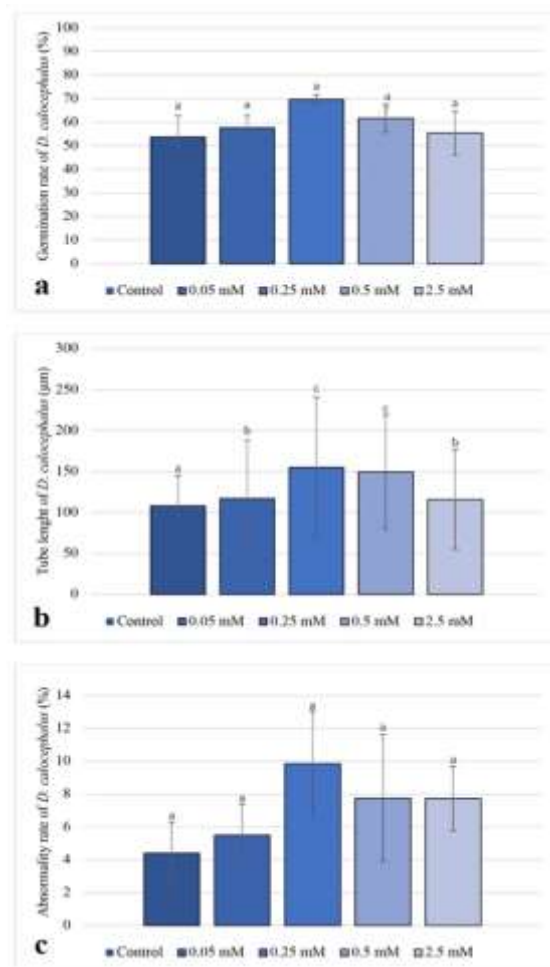 Germination rate of D. calocephalus (%)
100
90
80
70
60
50
40
30
20
10
0
a a a a a
a
Control 0.05 mM 0.25 mM 0.5 mM 2.5 mM
Tube lenght of D. calocephalus (µm)
300
250
200
150
100
50
0
a b c c b
b
Control 0.05 mM 0.25 mM 0.5 mM 2.5 mM
Abnormality rate of D. calocephalus (%)
14
12
10
8
6
4
2
0
a a a a a
c
Control 0.05 mM 0.25 mM 0.5 mM 2.5 mM